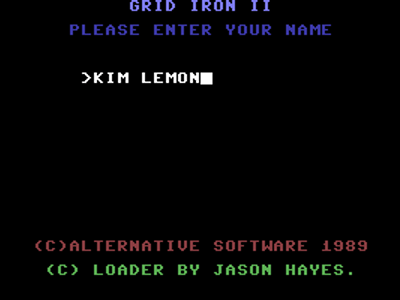 GRID IRON II
PLEASE ENTER YOUR NAME
>KIM LEMON
(C)ALTERNATIVE SOFTWARE 1989
(C) LOADER BY JASON HAYES.